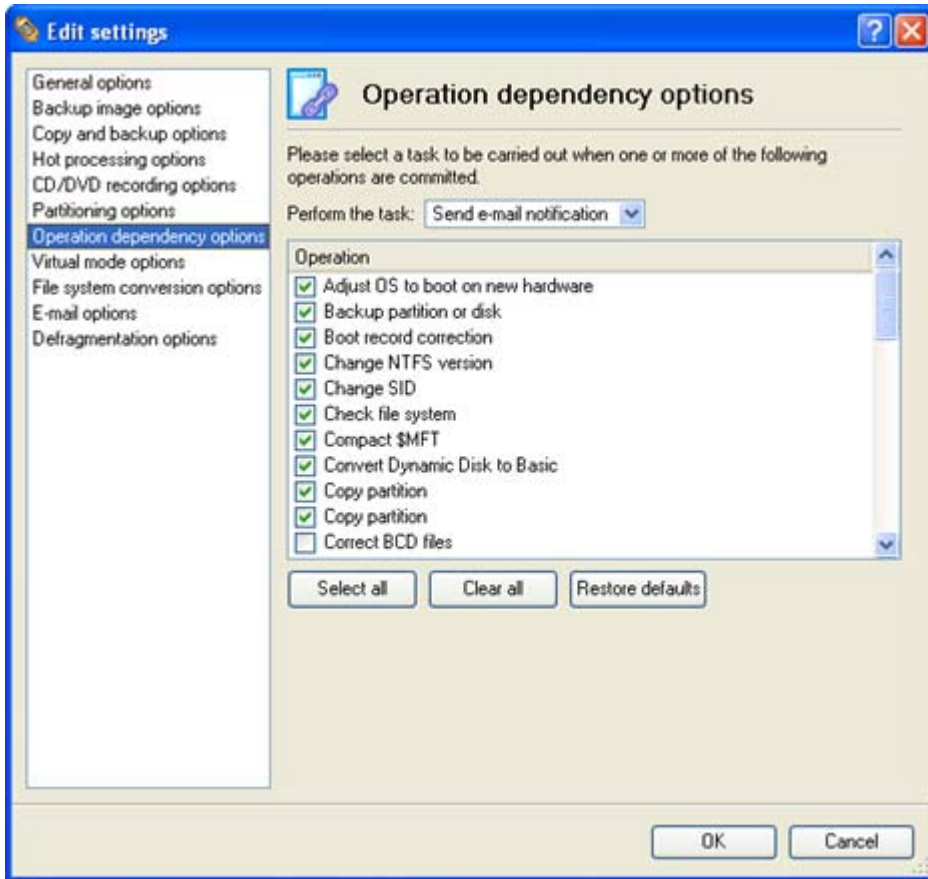 Edit settings
General options
Backup image options
Copy and backup options
Hot processing options
CD/DVD recording options
Partitioning options
Operation dependency options
Virtual mode options
File system conversion options
E-mail options
Defragmentation options
Operation dependency options
Please select a task to be carried out when one or more of the following
operations are committed.
Perform the task: Send e-mail notification
Operation
Adjust OS to boot on new hardware
Backup partition or disk
Boot record correction
Change NTFS version
Change SID
Check file system
Compact $MFT
Convert Dynamic Disk to Basic
Copy partition
Copy partition
Correct BCD files
Select all Clear all Restore defaults
OK Cancel